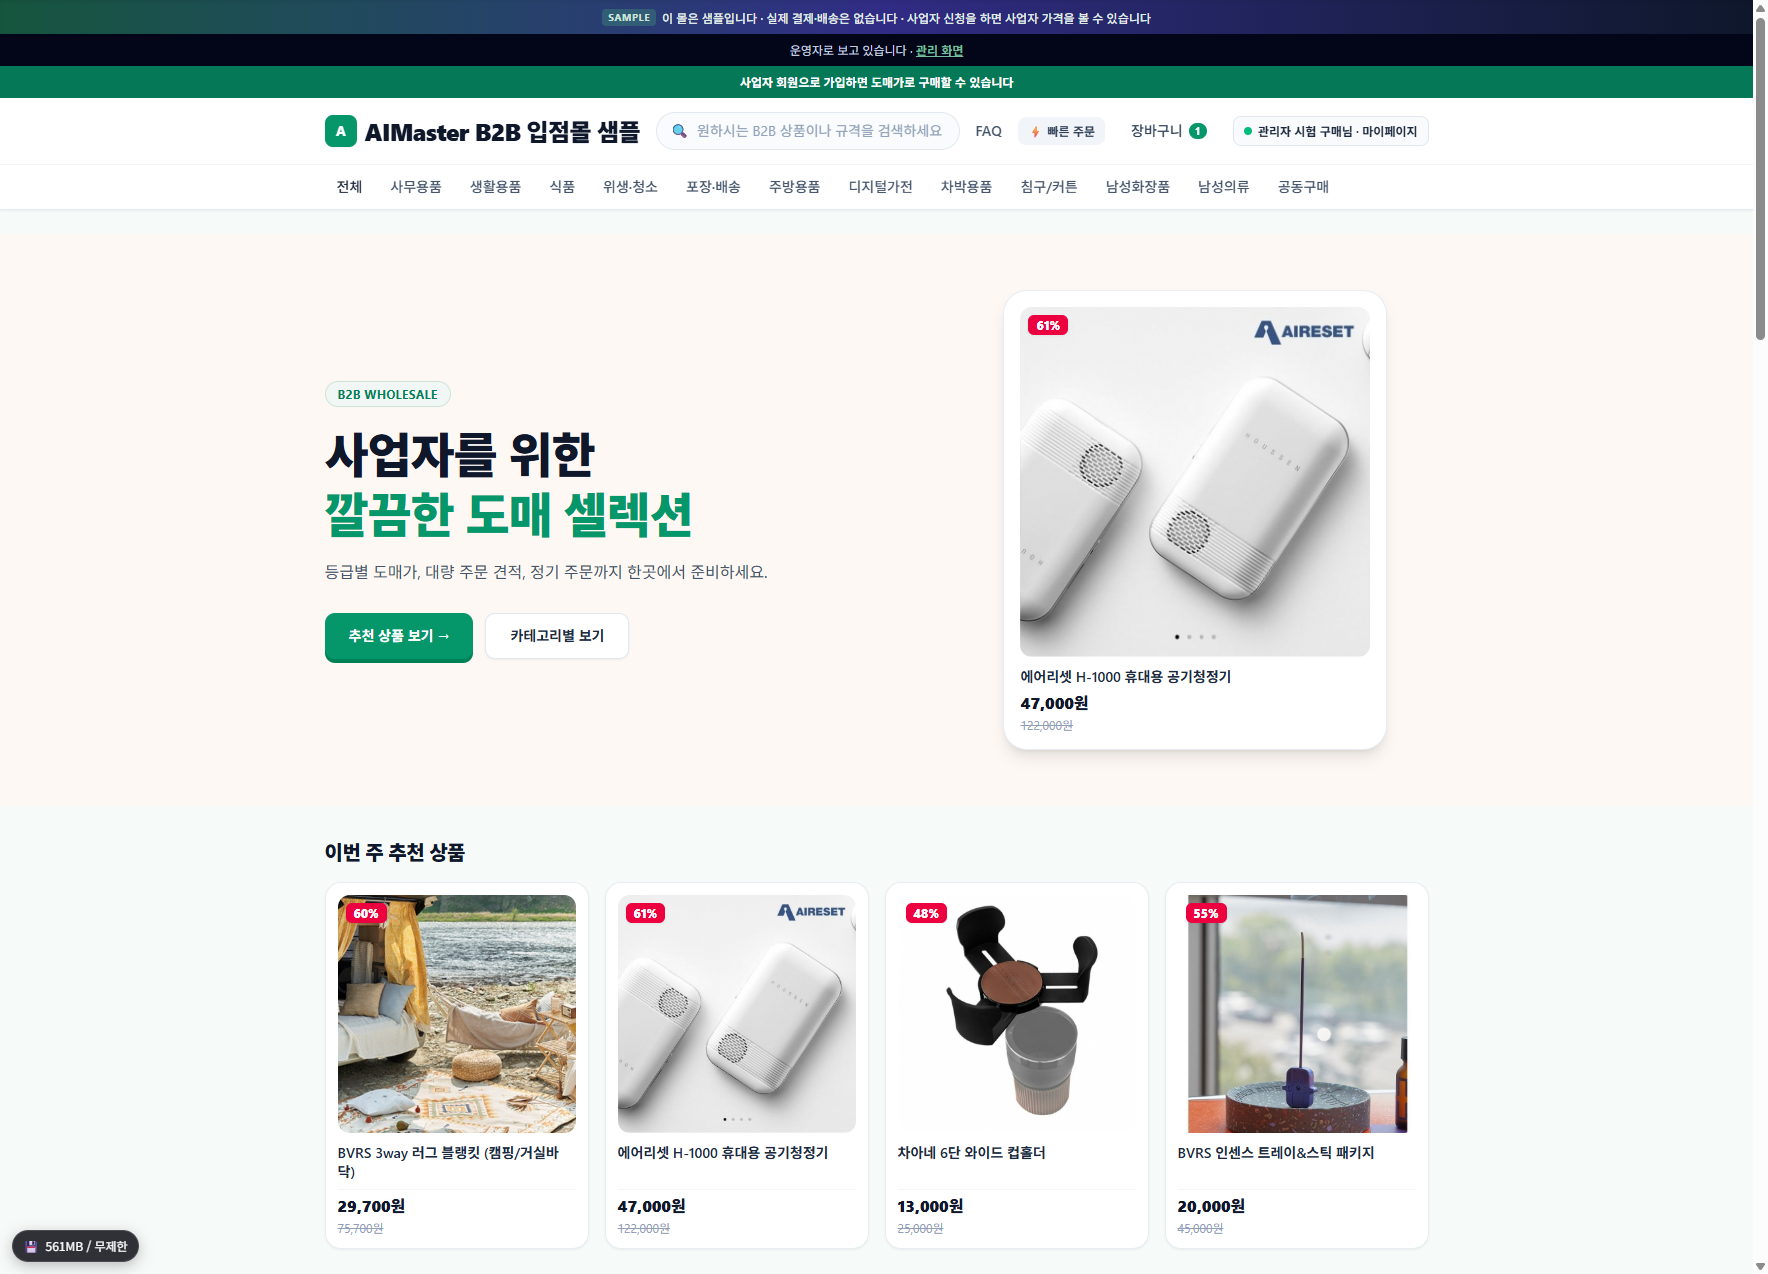 SAMPLE 이 몰은 샘플입니다 · 실제 결제·배송은 없습니다 · 사업자 신청을 하면 사업자 가격을 볼 수 있습니다
운영자로 보고 있습니다 · 관리 화면
사업자 회원으로 가입하면 도매가로 구매할 수 있습니다
A AIMaster B2B 입점몰 샘플 원하시는 B2B 상품이나 규격을 검색하세요 FAQ 빠른 주문 장바구니 1 관리자 시험 구매님 · 마이페이지
전체 사무용품 생활용품 식품 위생·청소 포장·배송 주방용품 디지털가전 차박용품 침구/커튼 남성화장품 남성의류 공동구매
B2B WHOLESALE
사업자를 위한
깔끔한 도매 셀렉션
등급별 도매가, 대량 주문 견적, 정기 주문까지 한곳에서 준비하세요.
추천 상품 보기 → 카테고리별 보기
61% AIRESET
HOUSSEN
에어리셋 H-1000 휴대용 공기청정기
47,000원
122,000원
이번 주 추천 상품
60%
BVRS 3way 러그 블랭킷 (캠핑/거실바
닥)
29,700원
75,700원
61% AIRESET
HOUSSEN
에어리셋 H-1000 휴대용 공기청정기
47,000원
122,000원
48%
차아네 6단 와이드 컵홀더
13,000원
25,000원
55%
BVRS 인센스 트레이&스틱 패키지
20,000원
45,000원
561MB / 무제한